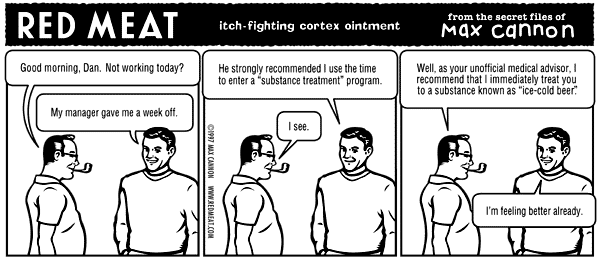 RED MEAT
itch-fighting cortex ointment
from the secret files of
max cannon
Good morning, Dan.  Not working today?
My manager gave me a week off.
©1997 MAX CANNON   WWW.REDMEAT.COM
He strongly recommended I use the time
to enter a “substance treatment” program.
I see.
Well, as your unofficial medical advisor, I
recommend that I immediately treat you
to a substance known as “ice-cold beer.”
I'm feeling better already.